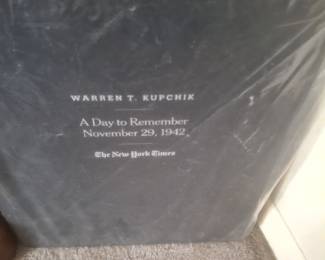 WARREN T. KUPCHIK
A Day to Remember
November 29, 1942
The New York Times